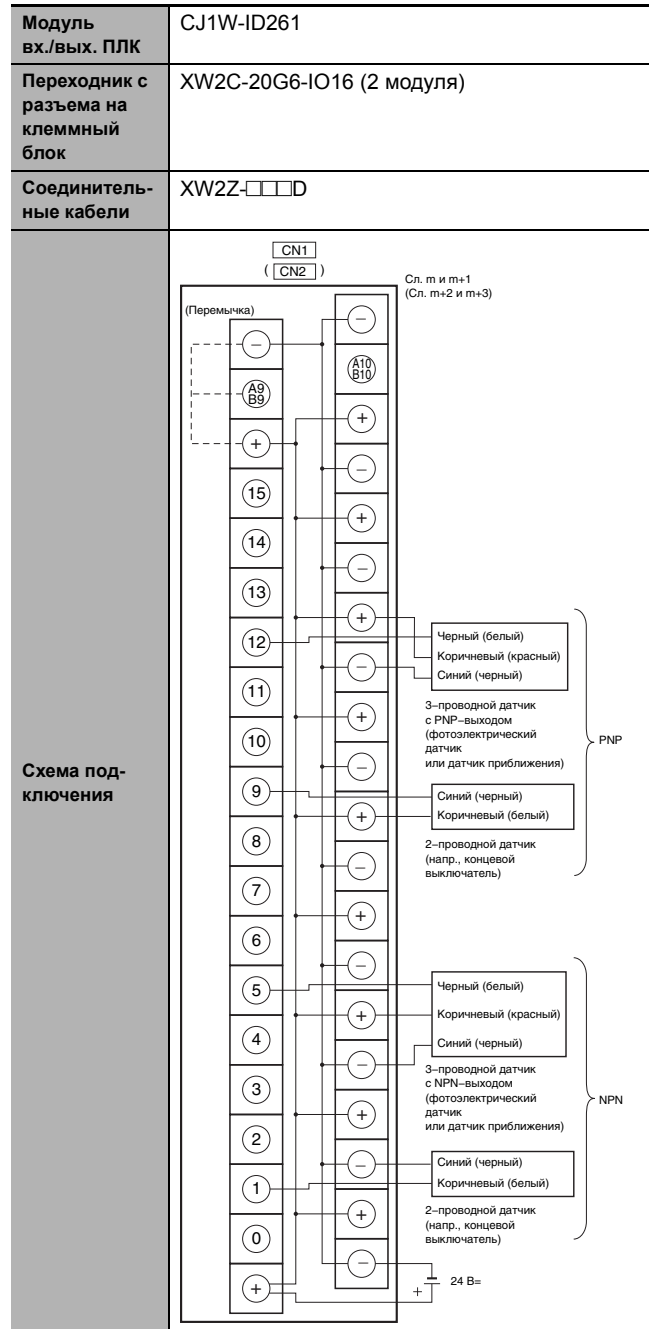 Модуль
вх./вых. ПЛК
CJ1W-ID261
Переходник с
разъема на
клеммный
блок
XW2C-20G6-IO16 (2 модуля)
Соединитель-
ные кабели
XW2Z-□□□D
Схема под-
ключения
CN1
( CN2 )
Сл. m и m+1
(Сл. m+2 и m+3)
(Перемычка)
−
−
A9
B9
A10
B10
+
+
15
−
14
+
13
−
12
+
11
−
10
+
9
−
8
+
7
−
6
+
5
−
4
+
3
−
2
+
1
−
0
+
+
−
Черный (белый)
Коричневый (красный)
Синий (черный)
3−проводной датчик
с PNP−выходом
(фотоэлектрический
датчик
или датчик приближения)
PNP
Синий (черный)
Коричневый (белый)
2−проводной датчик
(напр., концевой
выключатель)
Черный (белый)
Коричневый (красный)
Синий (черный)
3−проводной датчик
с NPN−выходом
(фотоэлектрический
датчик
или датчик приближения)
NPN
Синий (черный)
Коричневый (белый)
2−проводной датчик
(напр., концевой
выключатель)
+
24 В=